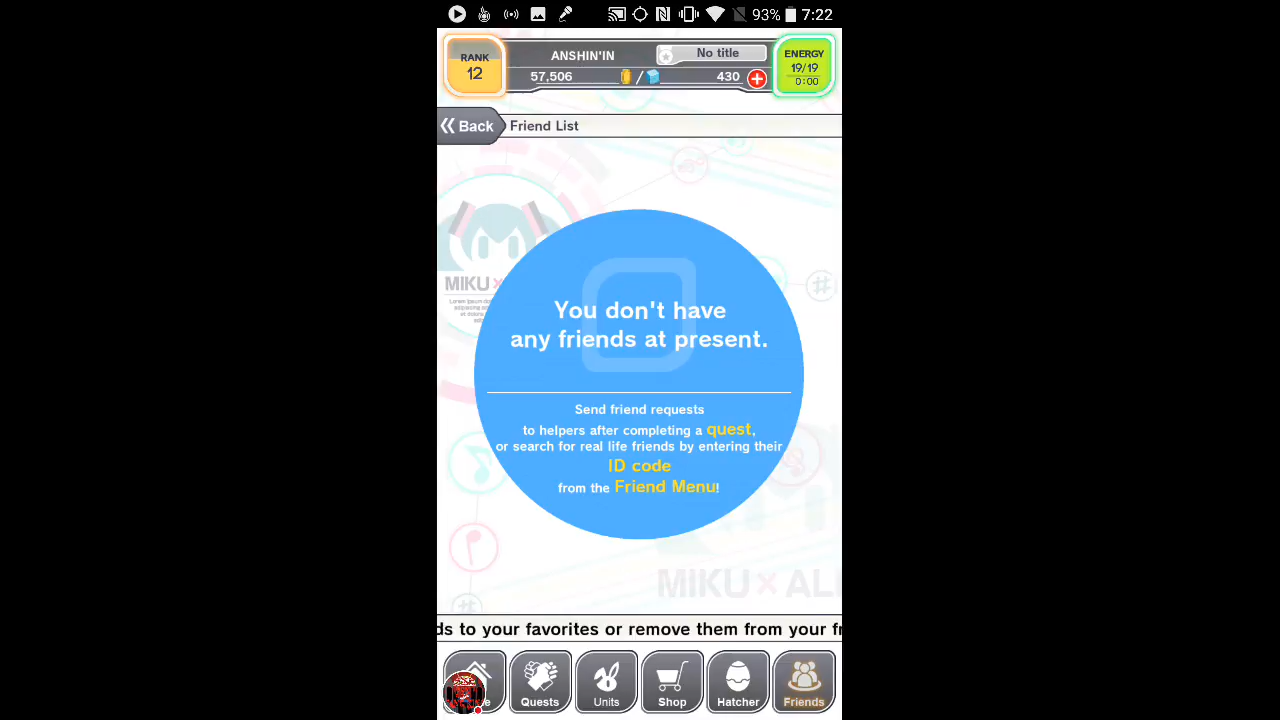 93% 7:22
RANK
12
ANSHIN'IN
No title
57,506 / 430
ENERGY
19/19
0:00
Back
Friend List
MIKU×
You don't have
any friends at present.
Send friend requests
to helpers after completing a quest,
or search for real life friends by entering their
ID code
from the Friend Menu!
MIKU × ALL
ds to your favorites or remove them from your fr
Quests
Units
Shop
Hatcher
Friends